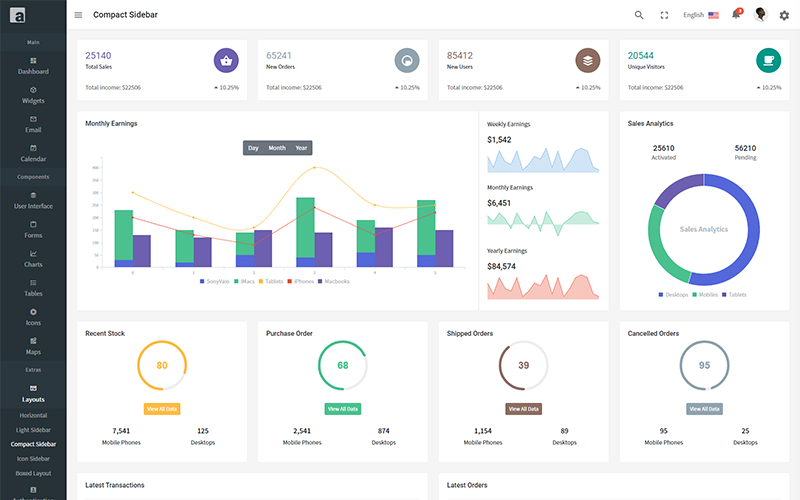 a
Main
Dashboard
Widgets
Email
Calendar
Components
User Interface
Forms
Charts
Tables
Icons
Maps
Extras
Layouts
Horizontal
Light Sidebar
Compact Sidebar
Icon Sidebar
Boxed Layout
Compact Sidebar
English
25140
Total Sales
Total income: $22506
10.25%
65241
New Orders
Total income: $22506
10.25%
85412
New Users
Total income: $22506
10.25%
20544
Unique Visitors
Total income: $22506
10.25%
Monthly Earnings
Day Month Year
400
350
300
250
200
150
100
50
0
SonyVaio iMacs Tablets iPhones Macbooks
Weekly Earnings
$1,542
Monthly Earnings
$6,451
Yearly Earnings
$84,574
Sales Analytics
25610 56210
Activated Pending
Sales Analytics
Desktops Mobiles Tablets
Recent Stock
80
View All Data
7,541 125
Mobile Phones Desktops
Purchase Order
68
View All Data
2,541 874
Mobile Phones Desktops
Shipped Orders
39
View All Data
1,154 89
Mobile Phones Desktops
Cancelled Orders
95
View All Data
95 25
Mobile Phones Desktops
Latest Transactions
Latest Orders